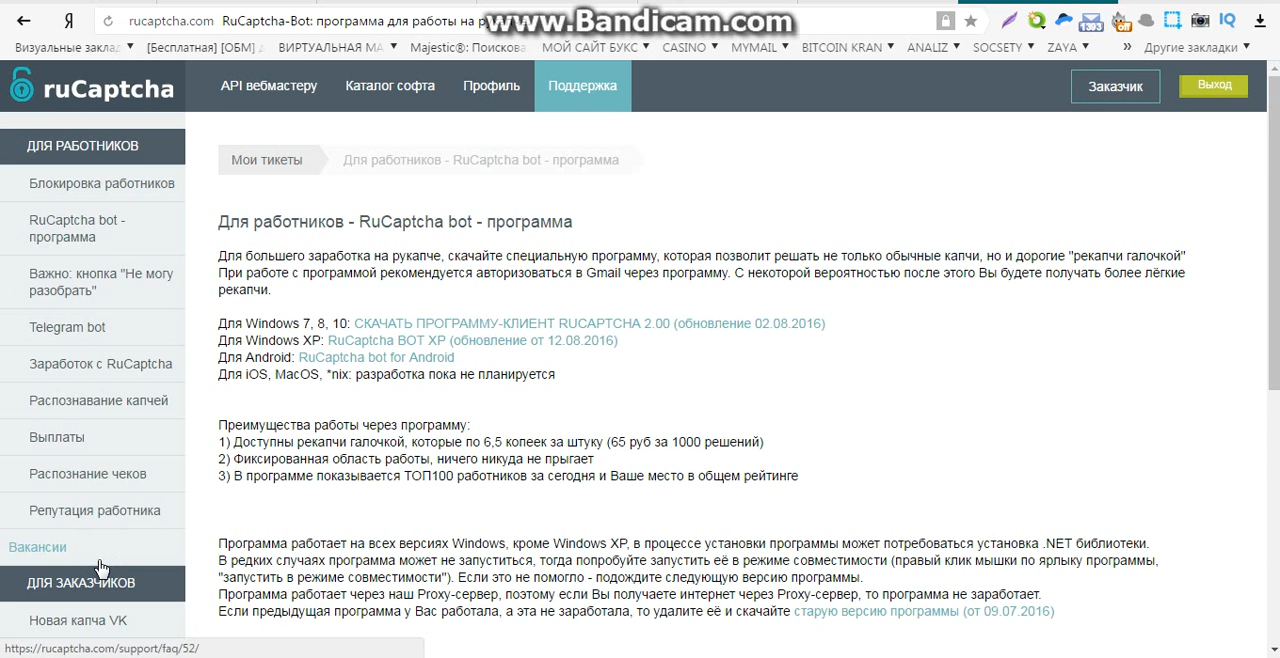 Я
rucaptcha.com RuCaptcha-Bot: программа для работы на
www.Bandicam.com
1393
off
IQ
Визуальные заклад
[Бесплатная] [ОБМ]
ВИРТУАЛЬНАЯ МА
Majestic®: Поискова
МОЙ САЙТ БУКС
CASINO
MYMAIL
BITCOIN KRAN
ANALIZ
SOCSETY
ZAYA
»
Другие закладки
ruCaptcha
API вебмастеру
Каталог софта
Профиль
Поддержка
Заказчик
Выход
ДЛЯ РАБОТНИКОВ
Блокировка работников
RuCaptcha bot -
программа
Важно: кнопка "Не могу
разобрать"
Telegram bot
Заработок с RuCaptcha
Распознавание капчей
Выплаты
Распознание чеков
Репутация работника
Вакансии
ДЛЯ ЗАКАЗЧИКОВ
Новая капча VK
Мои тикеты
Для работников - RuCaptcha bot - программа
Для работников - RuCaptcha bot - программа
Для большего заработка на рукапче, скачайте специальную программу, которая позволит решать не только обычные капчи, но и дорогие "рекапчи галочкой"
При работе с программой рекомендуется авторизоваться в Gmail через программу. С некоторой вероятностью после этого Вы будете получать более лёгкие
рекапчи.
Для Windows 7, 8, 10: СКАЧАТЬ ПРОГРАММУ-КЛИЕНТ RUCAPTCHA 2.00 (обновление 02.08.2016)
Для Windows XP: RuCaptcha BOT XP (обновление от 12.08.2016)
Для Android: RuCaptcha bot for Android
Для iOS, MacOS, *nix: разработка пока не планируется
Преимущества работы через программу:
1) Доступны рекапчи галочкой, которые по 6,5 копеек за штуку (65 руб за 1000 решений)
2) Фиксированная область работы, ничего никуда не прыгает
3) В программе показывается ТОП100 работников за сегодня и Ваше место в общем рейтинге
Программа работает на всех версиях Windows, кроме Windows XP, в процессе установки программы может потребоваться установка .NET библиотеки.
В редких случаях программа может не запуститься, тогда попробуйте запустить её в режиме совместимости (правый клик мышки по ярлыку программы,
"запустить в режиме совместимости"). Если это не помогло - подождите следующую версию программы.
Программа работает через наш Proxy-сервер, поэтому если Вы получаете интернет через Proxy-сервер, то программа не заработает.
Если предыдущая программа у Вас работала, а эта не заработала, то удалите её и скачайте старую версию программы (от 09.07.2016)
https://rucaptcha.com/support/faq/52/